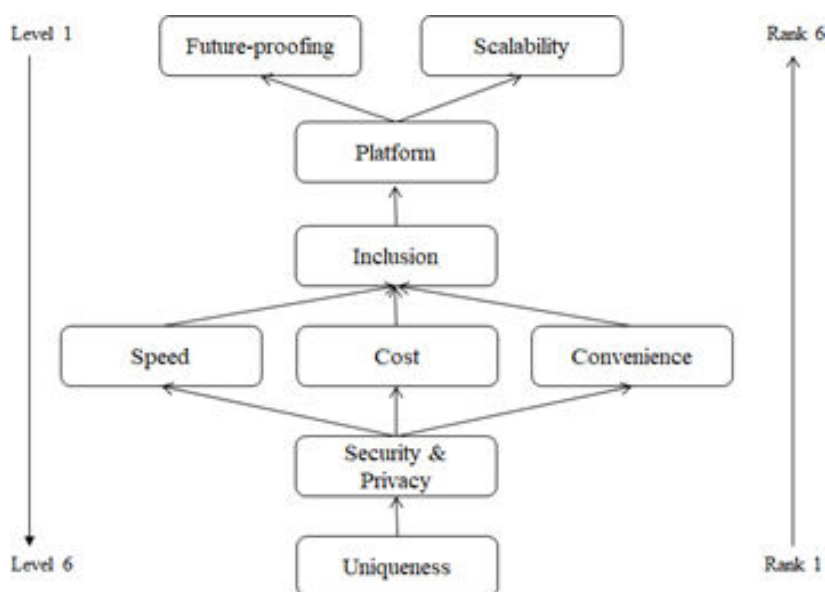 Level 1
Future-proofing
Scalability
Rank 6
Platform
Inclusion
Speed
Cost
Convenience
Security &
Privacy
Level 6
Uniqueness
Rank 1